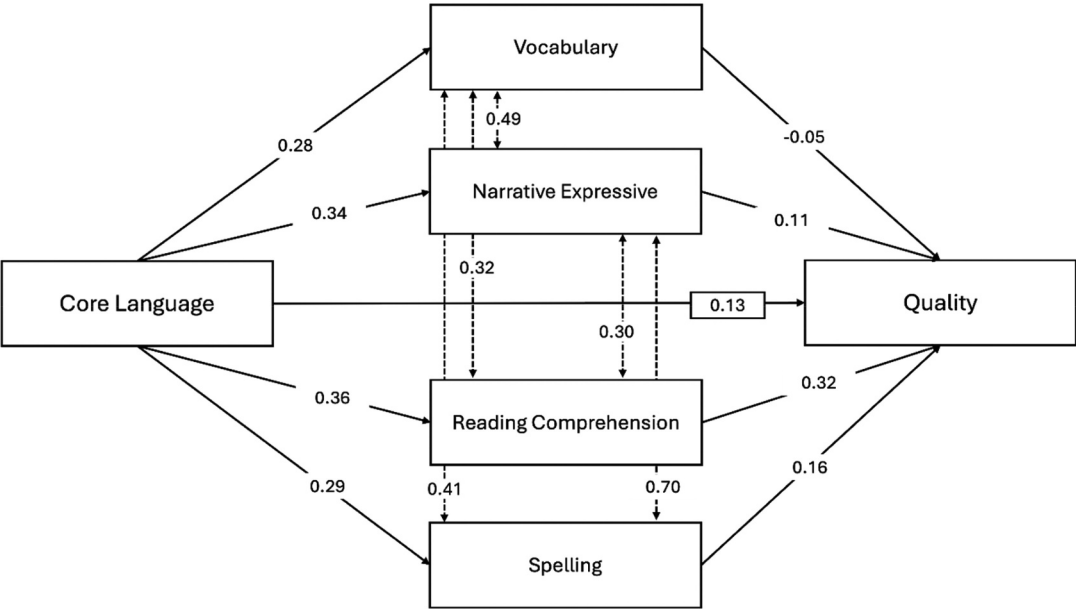 Vocabulary
0.49
-0.05
0.28
Narrative Expressive
0.34
0.11
0.32
Core Language
0.13
Quality
0.30
0.36
0.32
Reading Comprehension
0.29
0.41
0.70
0.16
Spelling